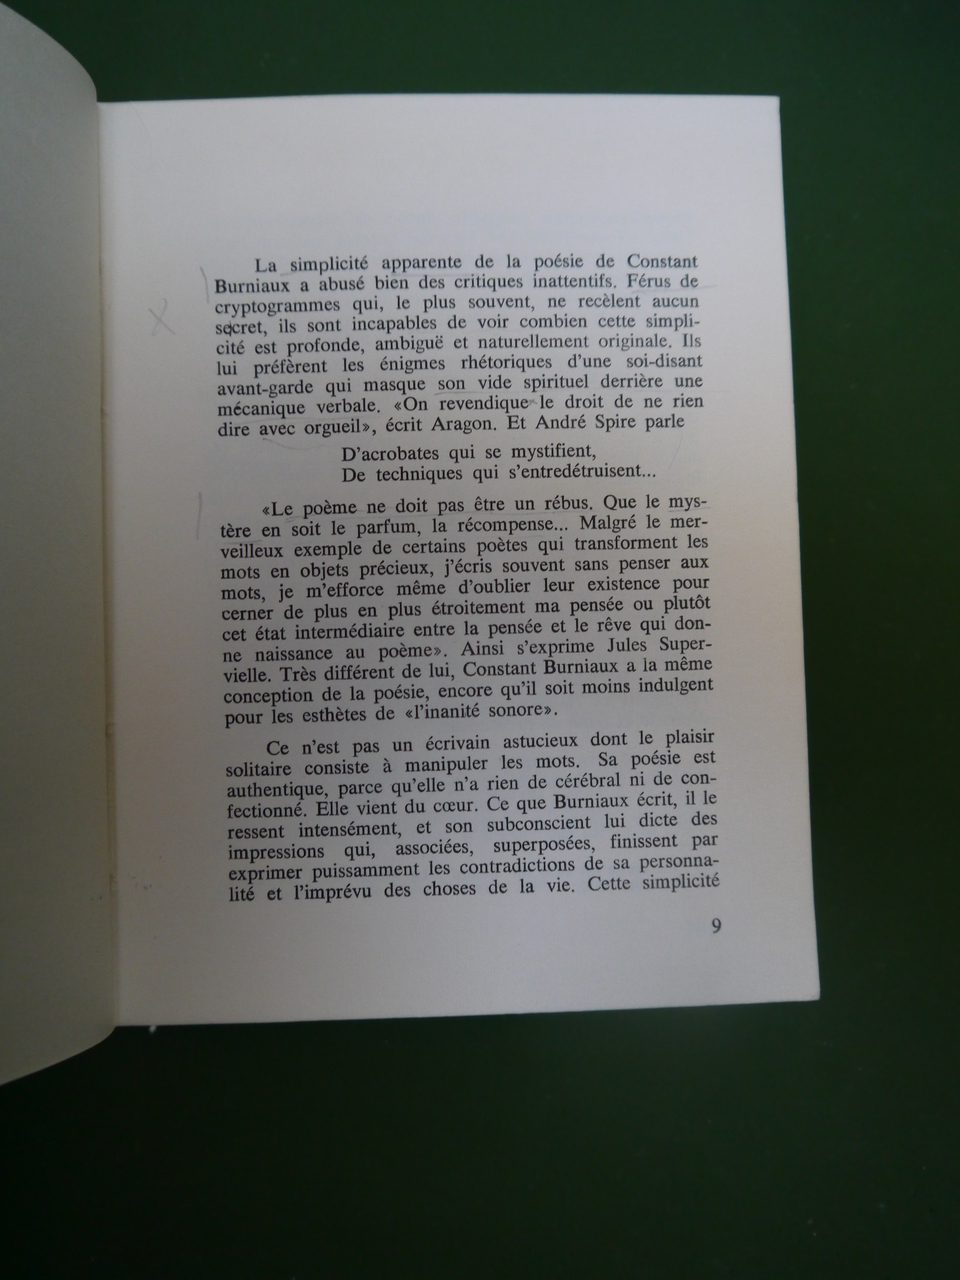 La simplicité apparente de la poésie de Constant
Burniaux a abusé bien des critiques inattentifs. Férus de
cryptogrammes qui, le plus souvent, ne recèlent aucun
secret, ils sont incapables de voir combien cette simpli-
cité est profonde, ambiguë et naturellement originale. Ils
lui préfèrent les énigmes rhétoriques d'une soi-disant
avant-garde qui masque son vide spirituel derrière une
mécanique verbale. «On revendique le droit de ne rien
dire avec orgueil», écrit Aragon. Et André Spire parle
D'acrobates qui se mystifient,
De techniques qui s'entredétruisent...
«Le poème ne doit pas être un rébus. Que le mys-
tère en soit le parfum, la récompense... Malgré le mer-
veilleux exemple de certains poètes qui transforment les
mots en objets précieux, j'écris souvent sans penser aux
mots, je m'efforce même d'oublier leur existence pour
cerner de plus en plus étroitement ma pensée ou plutôt
cet état intermédiaire entre la pensée et le rêve qui don-
ne naissance au poème». Ainsi s'exprime Jules Super-
vielle. Très différent de lui, Constant Burniaux a la même
conception de la poésie, encore qu'il soit moins indulgent
pour les esthètes de «l'inanité sonore».
Ce n'est pas un écrivain astucieux dont le plaisir
solitaire consiste à manipuler les mots. Sa poésie est
authentique, parce qu'elle n'a rien de cérébral ni de con-
fectionné. Elle vient du cœur. Ce que Burniaux écrit, il le
ressent intensément, et son subconscient lui dicte des
impressions qui, associées, superposées, finissent par
exprimer puissamment les contradictions de sa personna-
lité et l'imprévu des choses de la vie. Cette simplicité
9